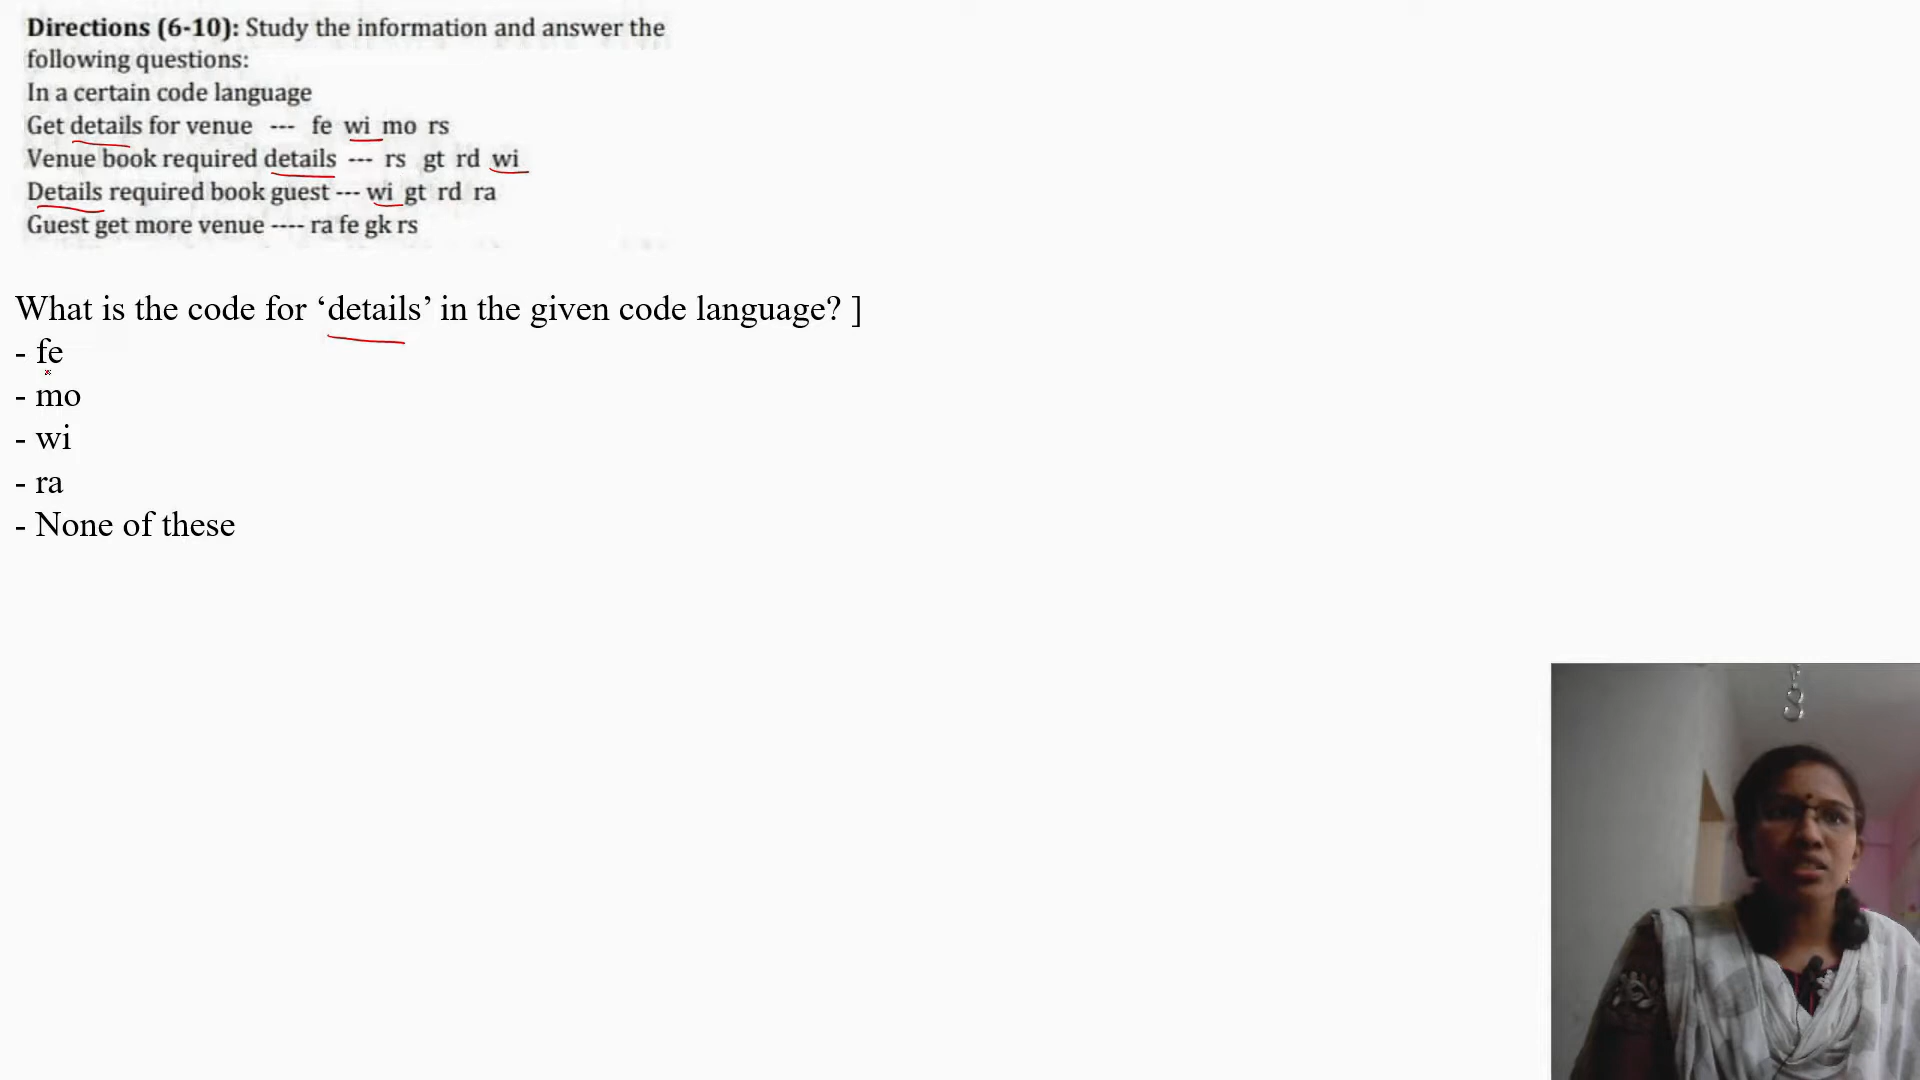 Directions (6-10): Study the information and answer the
following questions:
In a certain code language
Get details for venue --- fe wi mo rs
Venue book required details --- rs gt rd wi
Details required book guest --- wi gt rd ra
Guest get more venue ---- ra fe gk rs
What is the code for ‘details’ in the given code language? ]
- fe
- mo
- wi
- ra
- None of these